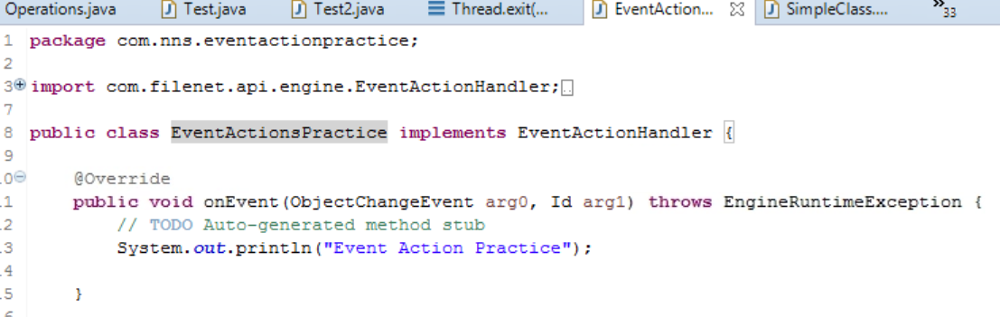 Operations.java Test.java Test2.java Thread.exit(... EventAction... SimpleClass.... »33
1 package com.nns.eventactionpractice;
2
3 import com.filenet.api.engine.EventActionHandler;
7
8 public class EventActionsPractice implements EventActionHandler {
9
0 @Override
1 public void onEvent(ObjectChangeEvent arg0, Id arg1) throws EngineRuntimeException {
2 // TODO Auto-generated method stub
3 System.out.println("Event Action Practice");
4
5 }